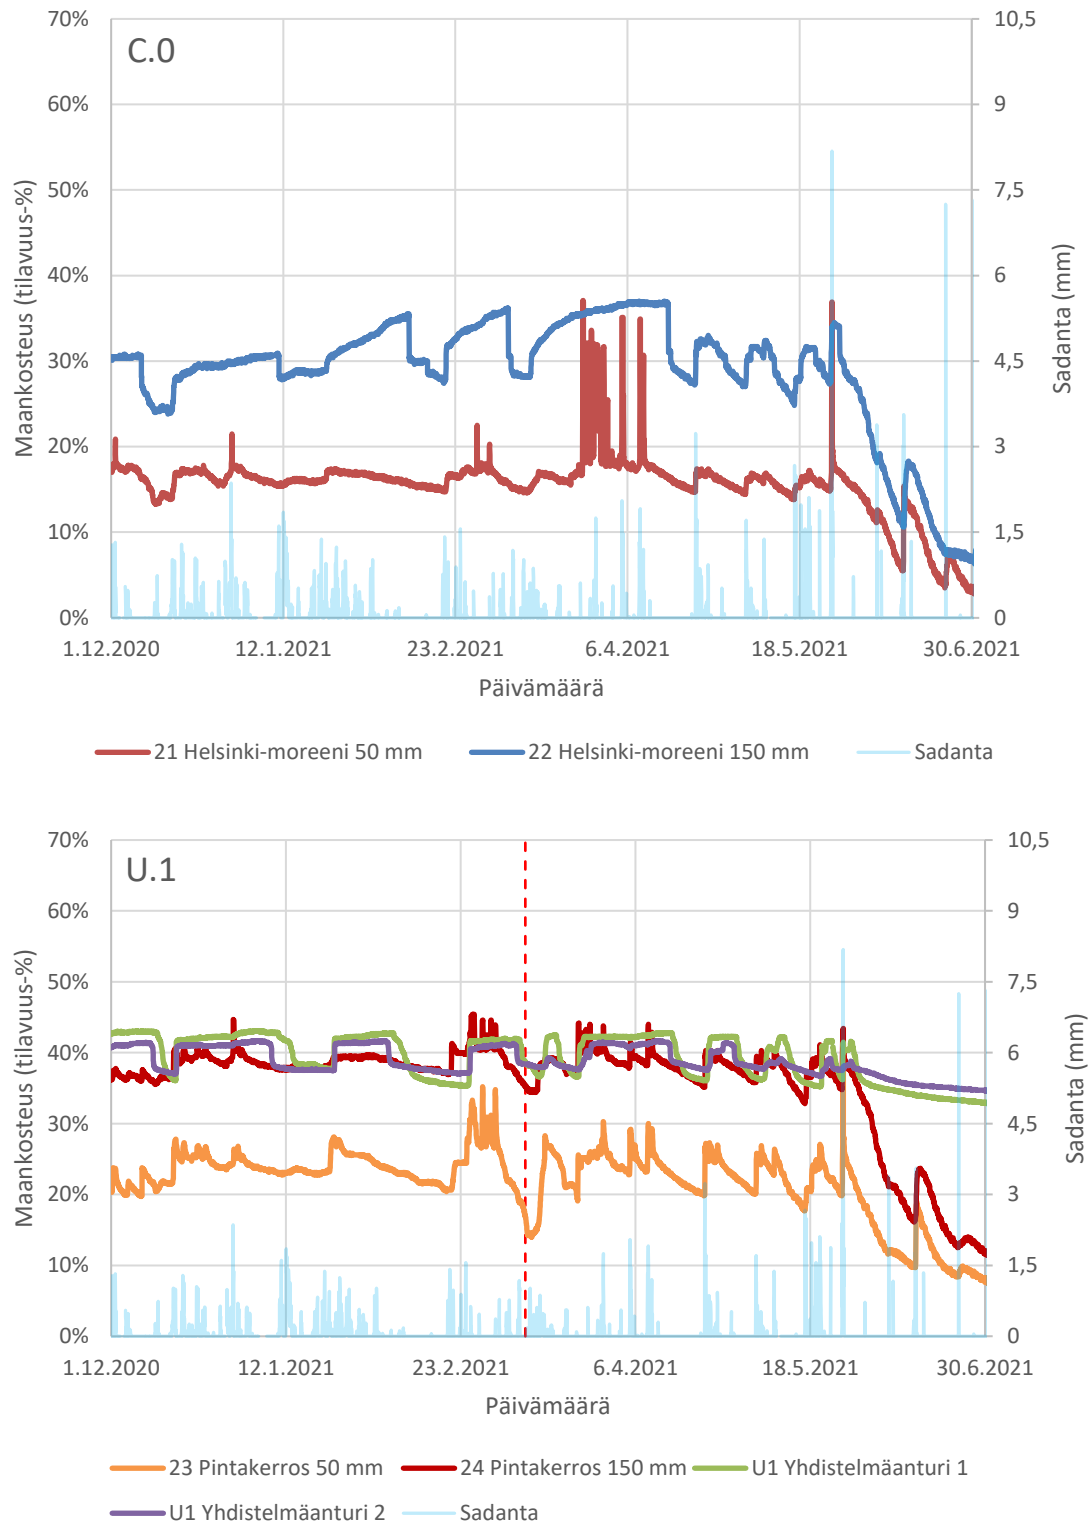 C.0
70%
60%
50%
40%
30%
20%
10%
0%
Maankosteus (tilavuus-%)
10,5
9
7,5
6
4,5
3
1,5
0
Sadanta (mm)
1.12.2020 12.1.2021 23.2.2021 6.4.2021 18.5.2021 30.6.2021
Päivämäärä
21 Helsinki-moreeni 50 mm 22 Helsinki-moreeni 150 mm Sadanta
U.1
70%
60%
50%
40%
30%
20%
10%
0%
Maankosteus (tilavuus-%)
10,5
9
7,5
6
4,5
3
1,5
0
Sadanta (mm)
1.12.2020 12.1.2021 23.2.2021 6.4.2021 18.5.2021 30.6.2021
Päivämäärä
23 Pintakerros 50 mm 24 Pintakerros 150 mm U1 Yhdistelmäanturi 1
U1 Yhdistelmäanturi 2 Sadanta